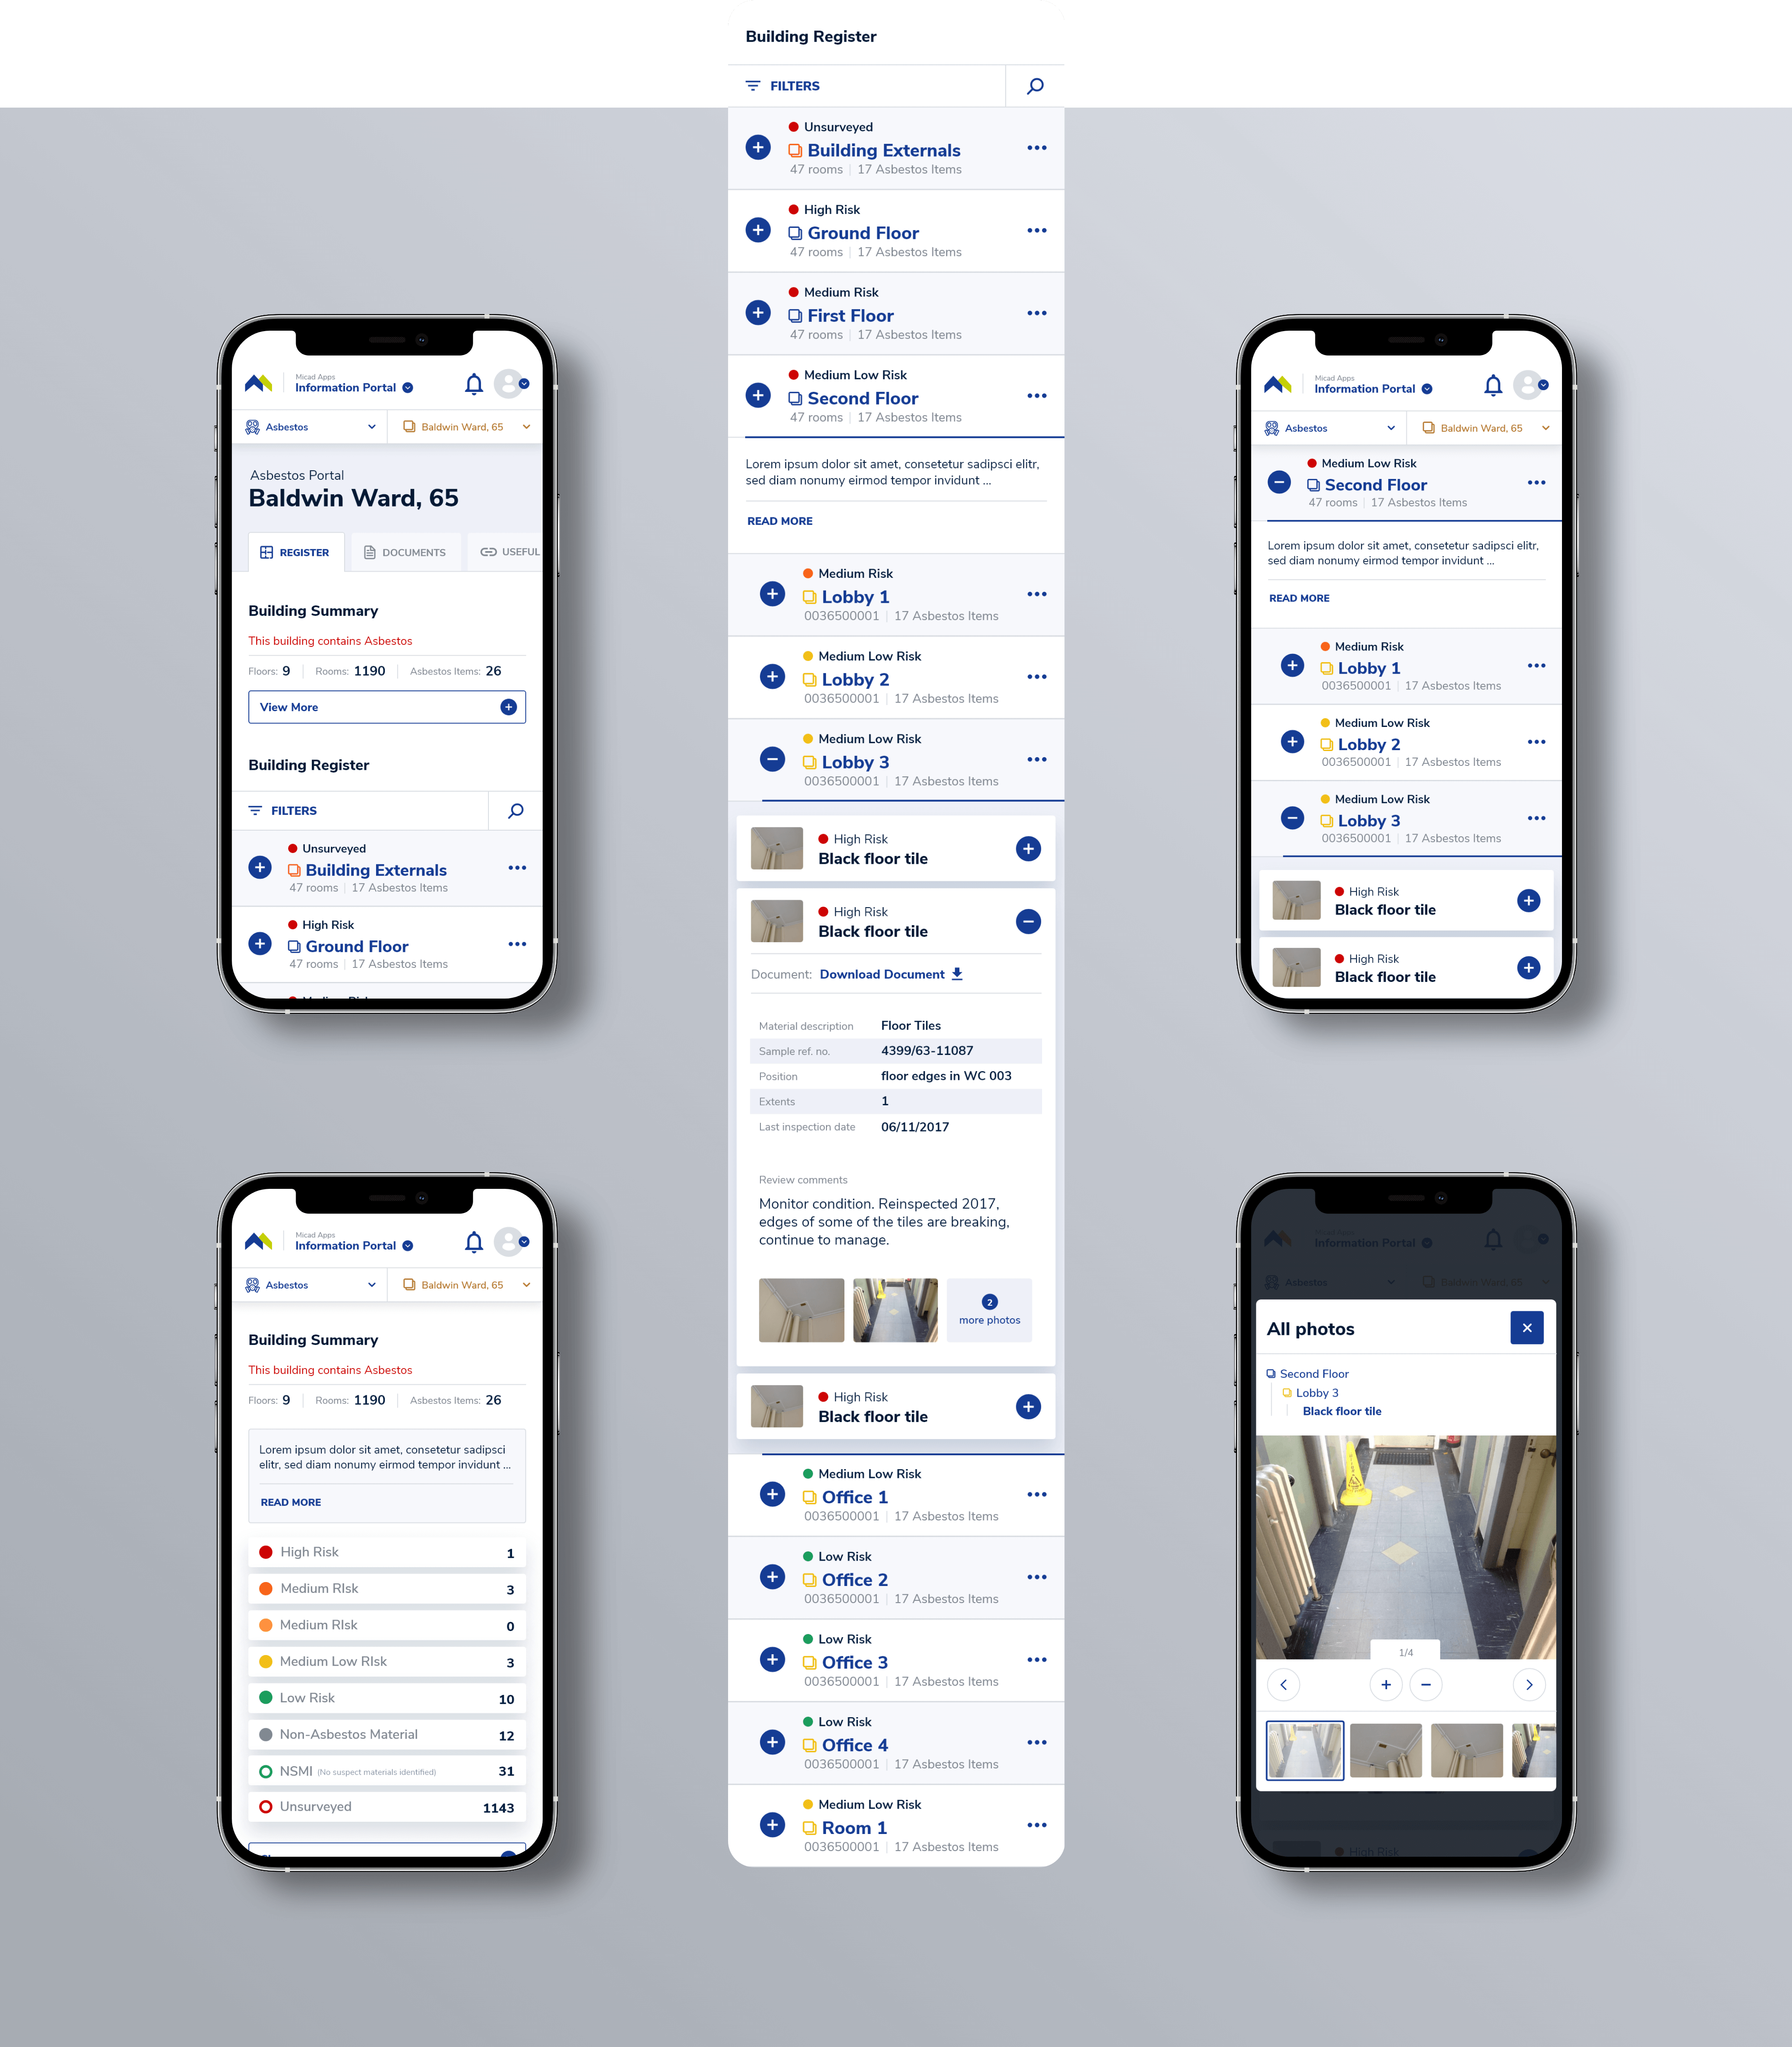 Building Register
FILTERS
Unsurveyed
Building Externals
47 rooms | 17 Asbestos Items
High Risk
Ground Floor
47 rooms | 17 Asbestos Items
Medium Risk
First Floor
47 rooms | 17 Asbestos Items
Medium Low Risk
Second Floor
47 rooms | 17 Asbestos Items
Lorem ipsum dolor sit amet, consetetur sadipsci elitr,
sed diam nonumy eirmod tempor invidunt ...
READ MORE
Medium Risk
Lobby 1
0036500001 | 17 Asbestos Items
Medium Low Risk
Lobby 2
0036500001 | 17 Asbestos Items
Medium Low Risk
Lobby 3
0036500001 | 17 Asbestos Items
High Risk
Black floor tile
High Risk
Black floor tile
Document: Download Document
Material description Floor Tiles
Sample ref. no. 4399/63-11087
Position floor edges in WC 003
Extents 1
Last inspection date 06/11/2017
Review comments
Monitor condition. Reinspected 2017,
edges of some of the tiles are breaking,
continue to manage.
2
more photos
High Risk
Black floor tile
Medium Low Risk
Office 1
0036500001 | 17 Asbestos Items
Low Risk
Office 2
0036500001 | 17 Asbestos Items
Low Risk
Office 3
0036500001 | 17 Asbestos Items
Low Risk
Office 4
0036500001 | 17 Asbestos Items
Medium Low Risk
Room 1
0036500001 | 17 Asbestos Items
Micad Apps
Information Portal
Asbestos
Baldwin Ward, 65
Asbestos Portal
Baldwin Ward, 65
REGISTER
DOCUMENTS
USEFUL
Building Summary
This building contains Asbestos
Floors: 9 | Rooms: 1190 | Asbestos Items: 26
View More
Building Register
FILTERS
Unsurveyed
Building Externals
47 rooms | 17 Asbestos Items
High Risk
Ground Floor
47 rooms | 17 Asbestos Items
Micad Apps
Information Portal
Asbestos
Baldwin Ward, 65
Medium Low Risk
Second Floor
47 rooms | 17 Asbestos Items
Lorem ipsum dolor sit amet, consetetur sadipsci elitr,
sed diam nonumy eirmod tempor invidunt ...
READ MORE
Medium Risk
Lobby 1
0036500001 | 17 Asbestos Items
Medium Low Risk
Lobby 2
0036500001 | 17 Asbestos Items
Medium Low Risk
Lobby 3
0036500001 | 17 Asbestos Items
High Risk
Black floor tile
High Risk
Black floor tile
Micad Apps
Information Portal
Asbestos
Baldwin Ward, 65
Building Summary
This building contains Asbestos
Floors: 9 | Rooms: 1190 | Asbestos Items: 26
Lorem ipsum dolor sit amet, consetetur sadipsci
elitr, sed diam nonumy eirmod tempor invidunt ...
READ MORE
High Risk 1
Medium RIsk 3
Medium RIsk 0
Medium Low RIsk 3
Low Risk 10
Non-Asbestos Material 12
NSMI (No suspect materials identified) 31
Unsurveyed 1143
Information Portal
Asbestos
Baldwin Ward, 65
All photos
Second Floor
Lobby 3
Black floor tile
1/4
High Risk